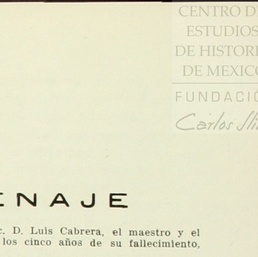 CENTRO D
ESTUDIOS
DE HISTORI
DE MEXICO
FUNDACIÓ
Carlos Sli
ENAJE
c. D. Luis Cabrera, el maestro y el
los cinco años de su fallecimiento,